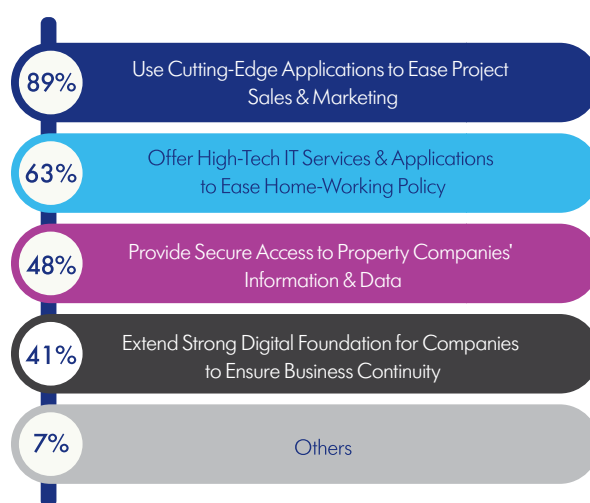 89%
Use Cutting-Edge Applications to Ease Project
Sales & Marketing
63%
Offer High-Tech IT Services & Applications
to Ease Home-Working Policy
48%
Provide Secure Access to Property Companies'
Information & Data
41%
Extend Strong Digital Foundation for Companies
to Ensure Business Continuity
7%
Others